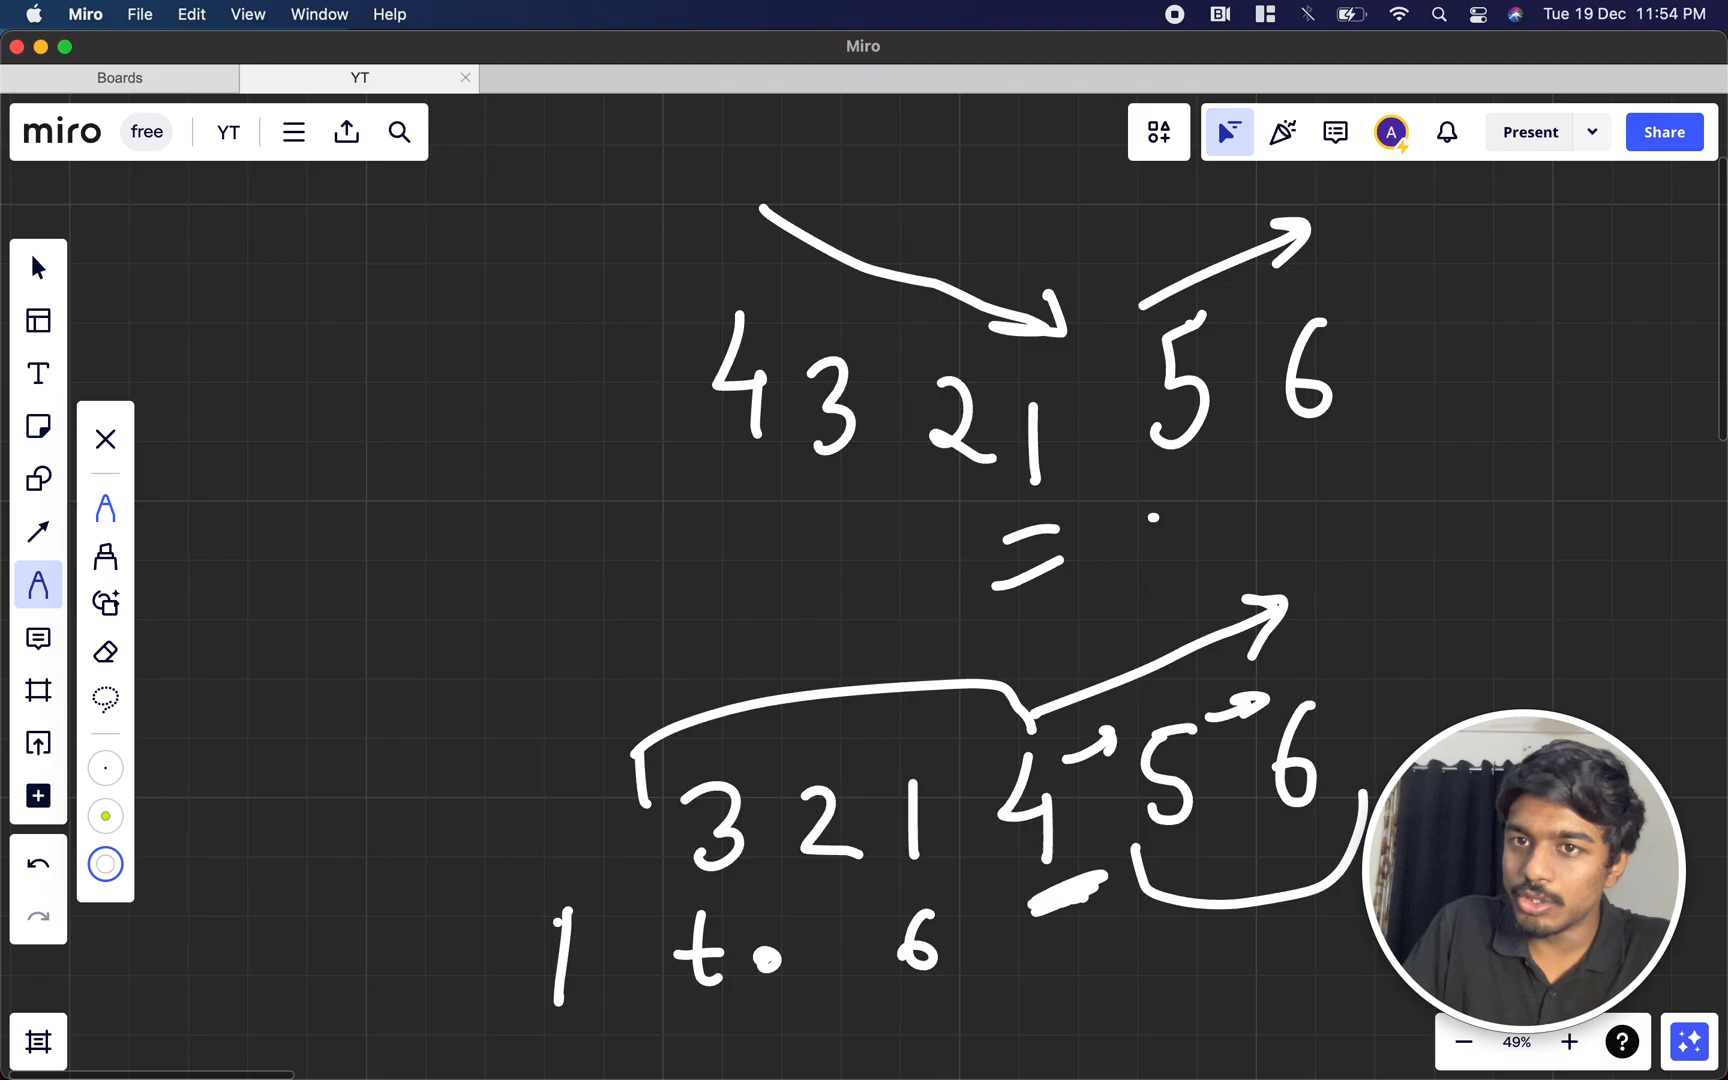 Miro File Edit View Window Help Tue 19 Dec 11:54 PM
Miro
Boards YT
miro free YT A Present Share
4 3 2 1 5 6
=
3 2 1 4 5 6
1 to 6
49% ?